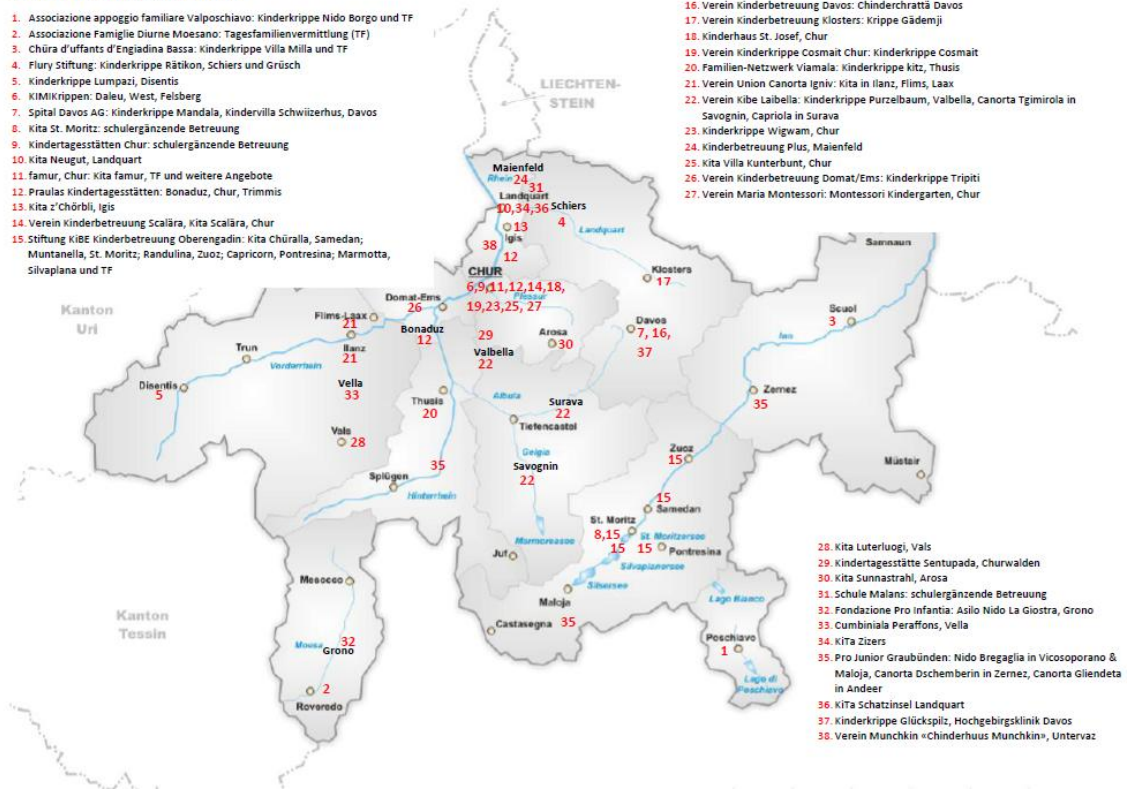 1. Associazione appoggio familiare Valposchiavo: Kinderkrippe Nido Borgo und TF
2. Associazione Famiglie Diurne Moesano: Tagesfamilienvermittlung (TF)
3. Chüra d'uffants d'Engiadina Bassa: Kinderkrippe Villa Milla und TF
4. Flury Stiftung: Kinderkrippe Rätikon, Schiers und Grüsch
5. Kinderkrippe Lumpazi, Disentis
6. KIMIKrippen: Daleu, West, Felsberg
7. Spital Davos AG: Kinderkrippe Mandala, Kindervilla Schwiizerhus, Davos
8. Kita St. Moritz: schulergänzende Betreuung
9. Kindertagesstätten Chur: schulergänzende Betreuung
10. Kita Neugut, Landquart
11. famur, Chur: Kita famur, TF und weitere Angebote
12. Praulas Kindertagesstätten: Bonaduz, Chur, Trimmis
13. Kita z'Chörbli, Igis
14. Verein Kinderbetreuung Scalära, Kita Scalära, Chur
15. Stiftung KiBE Kinderbetreuung Oberengadin: Kita Chüralla, Samedan;
Muntanella, St. Moritz; Randulina, Zuoz; Capricorn, Pontresina; Marmotta,
Silvaplana und TF
16. Verein Kinderbetreuung Davos: Chinderchrattä Davos
17. Verein Kinderbetreuung Klosters: Krippe Gädemji
18. Kinderhaus St. Josef, Chur
19. Verein Kinderkrippe Cosmait Chur: Kinderkrippe Cosmait
20. Familien-Netzwerk Viamala: Kinderkrippe kitz, Thusis
21. Verein Union Canorta Igniv: Kita in Ilanz, Flims, Laax
22. Verein Kibe Laibella: Kinderkrippe Purzelbaum, Valbella, Canorta Tgimirola in
Savognin, Capriola in Surava
23. Kinderkrippe Wigwam, Chur
24. Kinderbetreuung Plus, Maienfeld
25. Kita Villa Kunterbunt, Chur
26. Verein Kinderbetreuung Domat/Ems: Kinderkrippe Tripiti
27. Verein Maria Montessori: Montessori Kindergarten, Chur
LIECHTEN-
STEIN
Maienfeld
Rhein
24
31
Landquart
10,34,36
Schiers
4
13
Igis
Landquart
38
12
Samnaun
CHUR
6,9,11,12,14,18,
Plessur
19,23,25, 27
Klosters
17
Domat-Ems
26
Kanton
Uri
Flims-Laax
21
Scuol
3
Bonaduz
12
29
Arosa
30
Davos
7, 16,
37
Inn
Ilanz
21
Valbella
22
Trun
Vorderrhein
Disentis
5
Vella
33
Thusis
20
Albula
Surava
22
Zernez
35
Tiefencastel
Vals
28
Gelgia
Zuoz
15
Savognin
22
Müstair
35
Splügen
Hinterrhein
15
Samedan
St. Moritz
8,15
St. Moritzersee
15
15
Pontresina
Marmorasee
Juf
Silvaplanersee
Silsersee
Mesocco
Maloja
35
Lago Bianco
Castasegna
Kanton
Tessin
32
Moesa
Grono
Poschiavo
1
Lago di
Poschiavo
2
Roveredo
28. Kita Luterluogi, Vals
29. Kindertagesstätte Sentupada, Churwalden
30. Kita Sunnastrahl, Arosa
31. Schule Malans: schulergänzende Betreuung
32. Fondazione Pro Infantia: Asilo Nido La Giostra, Grono
33. Cumbiniala Peraffons, Vella
34. KiTa Zizers
35. Pro Junior Graubünden: Nido Bregaglia in Vicosoporano &
Maloja, Canorta Dschemberin in Zernez, Canorta Gliendeta
in Andeer
36. KiTa Schatzinsel Landquart
37. Kinderkrippe Glückspilz, Hochgebirgsklinik Davos
38. Verein Munchkin «Chinderhuus Munchkin», Untervaz